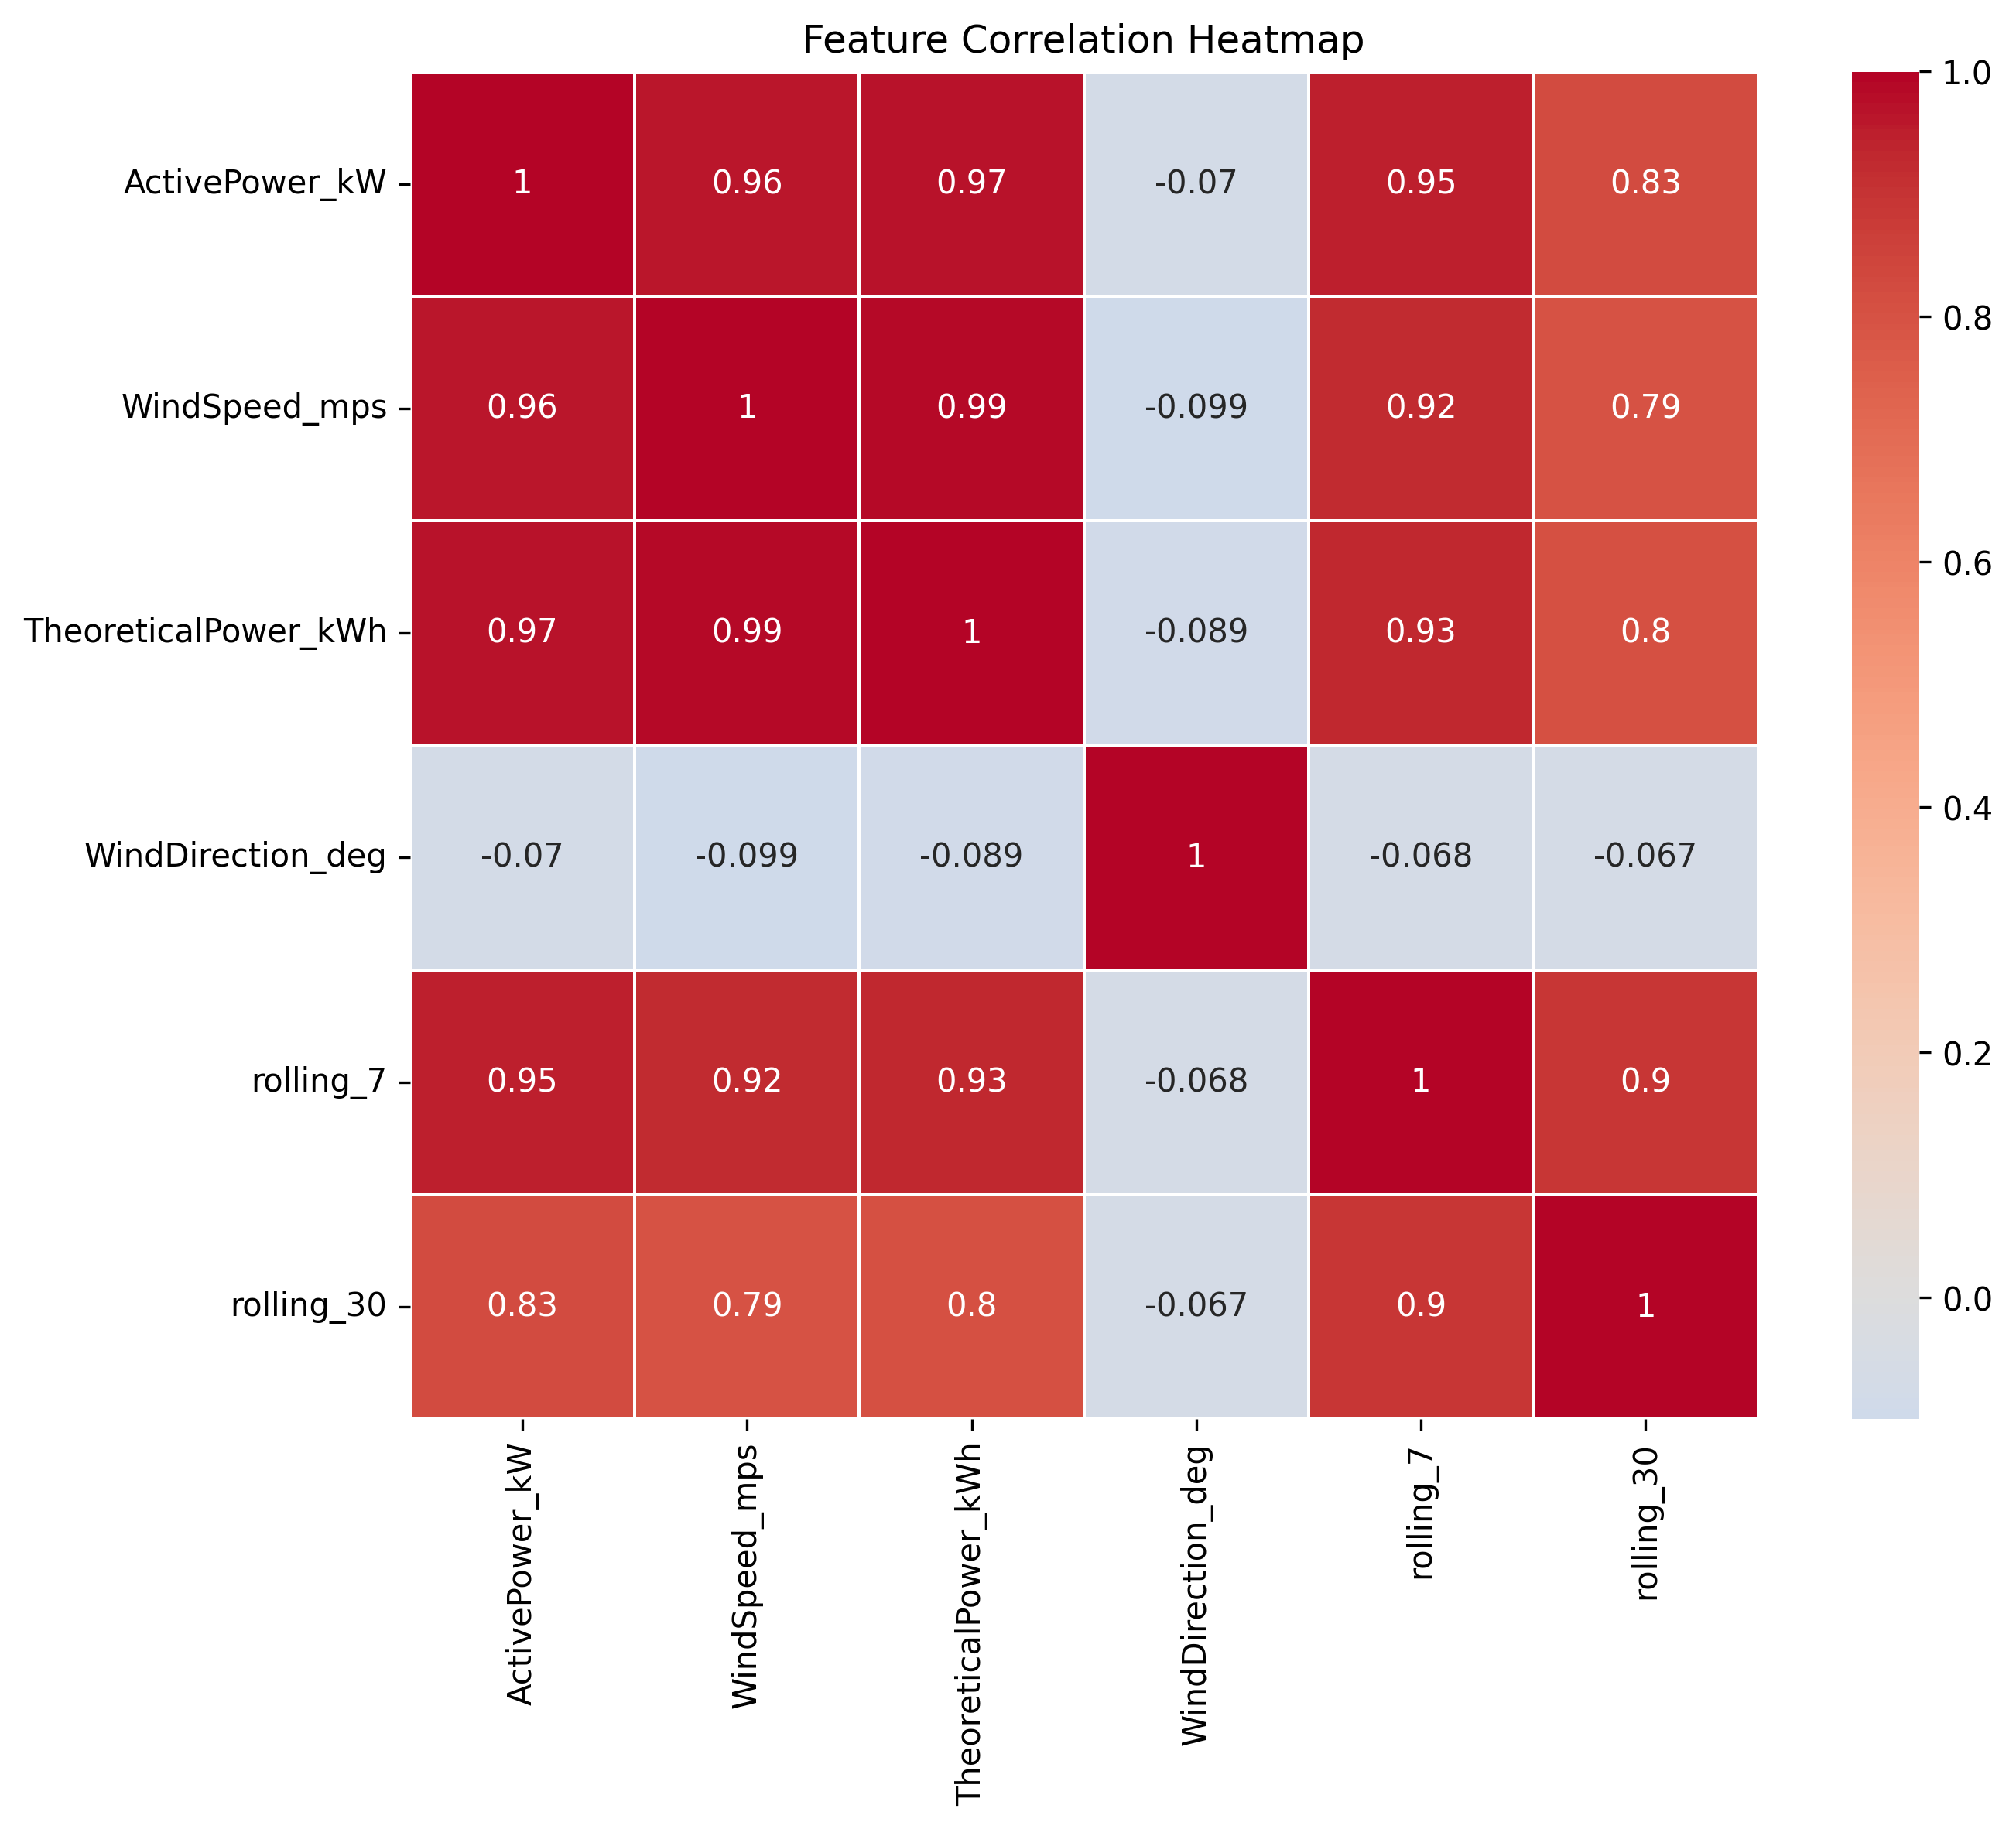 Feature Correlation Heatmap
ActivePower_kW 1 0.96 0.97 -0.07 0.95 0.83
WindSpeed_mps 0.96 1 0.99 -0.099 0.92 0.79
TheoreticalPower_kWh 0.97 0.99 1 -0.089 0.93 0.8
WindDirection_deg -0.07 -0.099 -0.089 1 -0.068 -0.067
rolling_7 0.95 0.92 0.93 -0.068 1 0.9
rolling_30 0.83 0.79 0.8 -0.067 0.9 1
ActivePower_kW
WindSpeed_mps
TheoreticalPower_kWh
WindDirection_deg
rolling_7
rolling_30
1.0
0.8
0.6
0.4
0.2
0.0